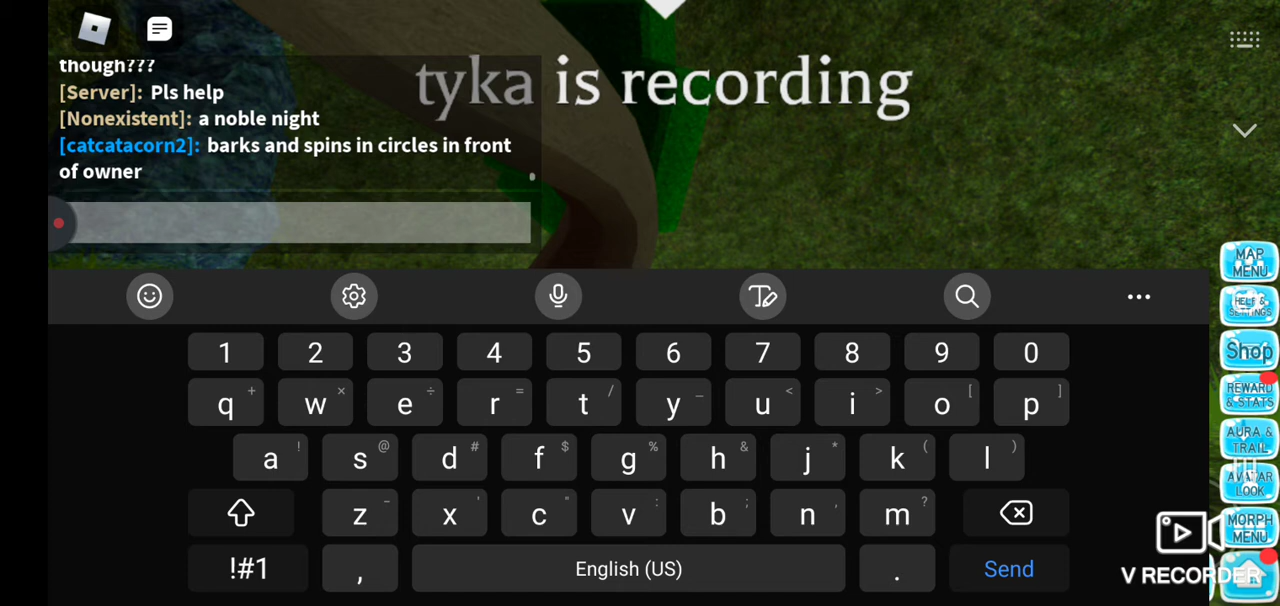 though???
[Server]: Pls help
[Nonexistent]: a noble night
[catcatacorn2]: barks and spins in circles in front
of owner
tyka is recording
MAP
MENU
HELP &
SETTINGS
Shop
REWARD
& STATS
AURA &
TRAIL
AVATAR
LOOK
MORPH
MENU
V RECORDER
1 2 3 4 5 6 7 8 9 0
q + w × e ÷ r = t / y _ u < i > o [ p ]
a ! s @ d # f $ g % h & j * k ( l )
z - x ' c " v : b ; n , m ?
!#1 , English (US) . Send